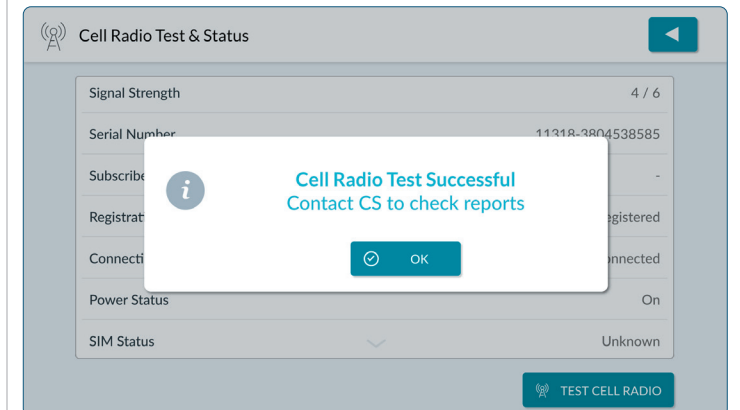 Cell Radio Test & Status
Signal Strength 4 / 6
Serial Number 11318-3804538585
Cell Radio Test Successful
Contact CS to check reports
OK
Power Status On
SIM Status Unknown
TEST CELL RADIO